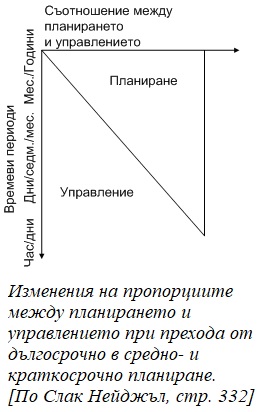 Съотношение между
планирането
и управлението
Планиране
Управление
Времеви периоди
Час/дни Дни/седм./мес. Мес./Години
Изменения на пропорциите
между планирането и
управлението при прехода от
дългосрочно в средно- и
краткосрочно планиране.
[По Слак Нейджъл, стр. 332]